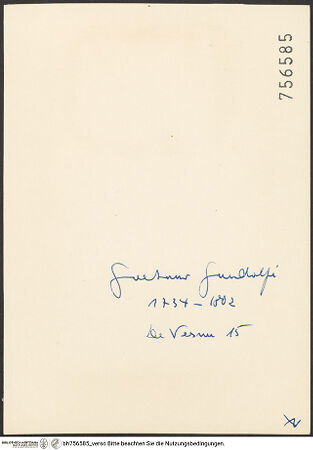 756585
Gaetano Gandolfi
1734 – 1802
De Vesme 15
bh756585_verso Bitte beachten Sie die Nutzungsbedingungen.